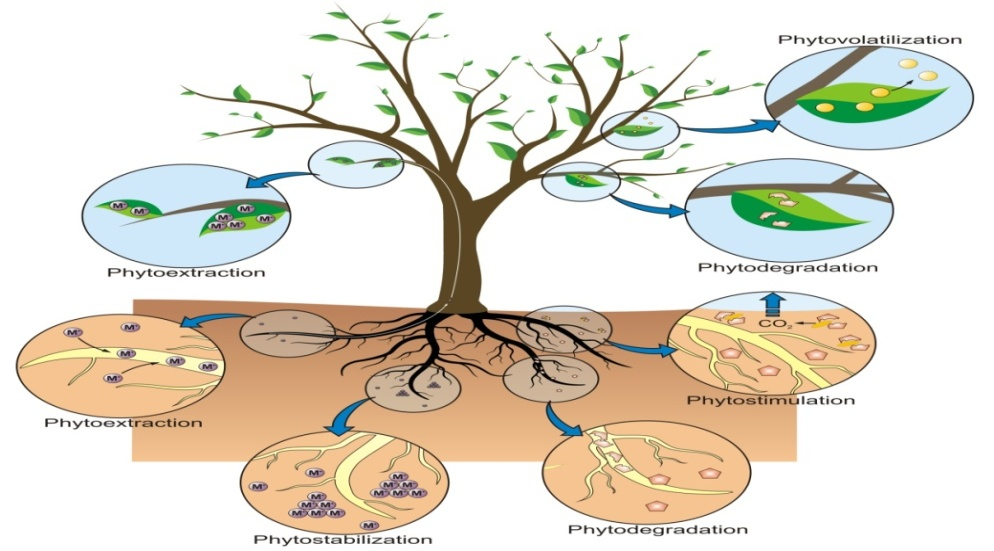 Phytovolatilization
M⁺ M⁺ M⁺ M⁺ M⁺ M⁺ M⁺
Phytoextraction
Phytodegradation
M⁺ M⁺ M⁺ M⁺ M⁺ M⁺
Phytoextraction
CO₂
Phytostimulation
M⁺ M⁺ M⁺ M⁺ M⁺ M⁺ M⁺ M⁺ M⁺ M⁺ M⁺ M⁺ M⁺ M⁺ M⁺
Phytostabilization
Phytodegradation